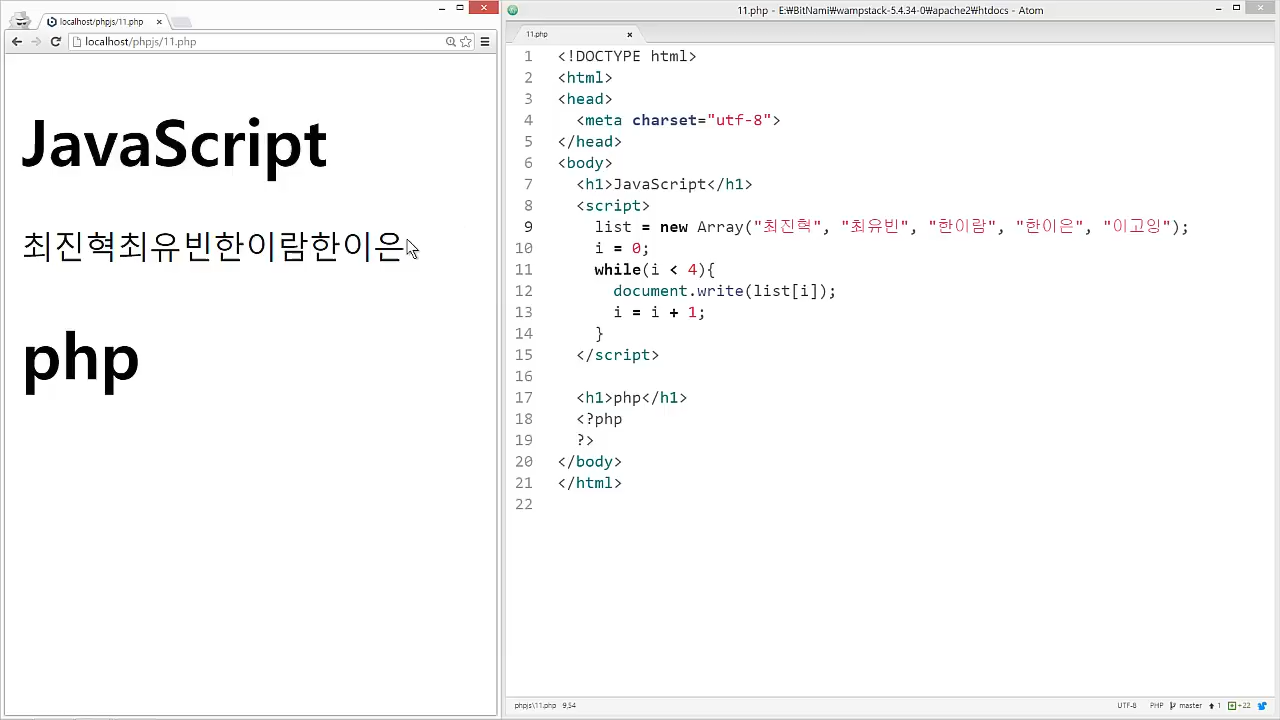 localhost/phpjs/11.php
localhost/phpjs/11.php
JavaScript
최진혁최유빈한이람한이은
php
11.php - E:₩BitNami₩wampstack-5.4.34-0₩apache2₩htdocs - Atom
11.php
1 <!DOCTYPE html>
2 <html>
3 <head>
4 <meta charset="utf-8">
5 </head>
6 <body>
7 <h1>JavaScript</h1>
8 <script>
9 list = new Array("최진혁", "최유빈", "한이람", "한이은", "이고잉");
10 i = 0;
11 while(i < 4){
12 document.write(list[i]);
13 i = i + 1;
14 }
15 </script>
16
17 <h1>php</h1>
18 <?php
19 ?>
20 </body>
21 </html>
22
phpjs\11.php 9,54
UTF-8 PHP master 1 +22